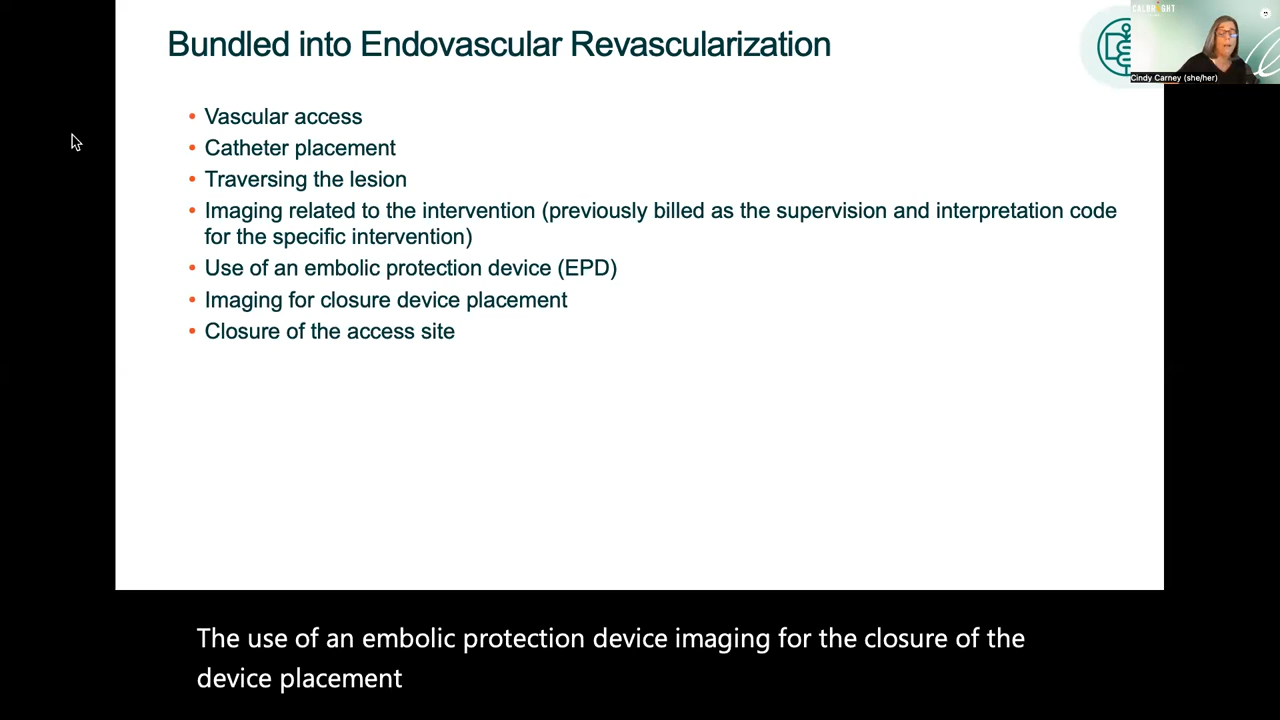 Bundled into Endovascular Revascularization
CALBRIGHT
Cindy Carney (she/her)
• Vascular access
• Catheter placement
• Traversing the lesion
• Imaging related to the intervention (previously billed as the supervision and interpretation code
for the specific intervention)
• Use of an embolic protection device (EPD)
• Imaging for closure device placement
• Closure of the access site
The use of an embolic protection device imaging for the closure of the
device placement